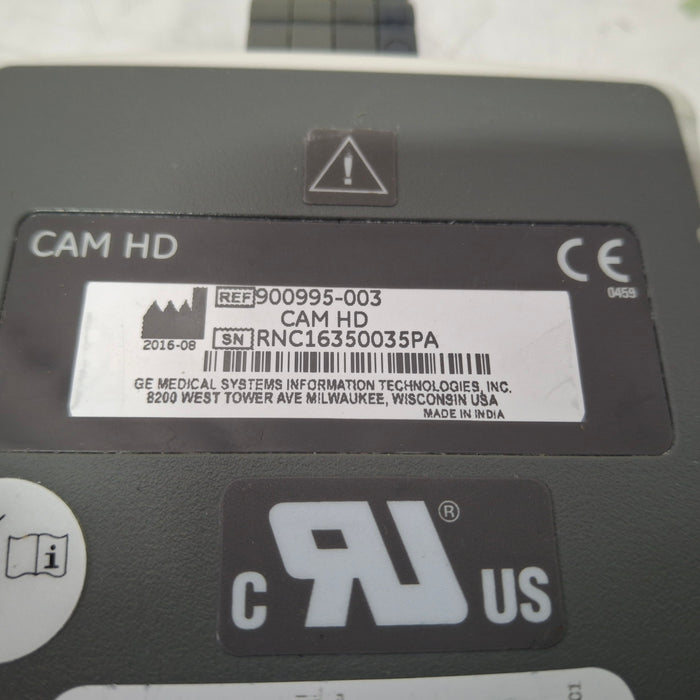 CAM HD
CE
0459
REF 900995-003
CAM HD
2016-08
SN RNC16350035PA
GE MEDICAL SYSTEMS INFORMATION TECHNOLOGIES, INC.
8200 WEST TOWER AVE MILWAUKEE, WISCONSIN USA
MADE IN INDIA
i
C RU® US